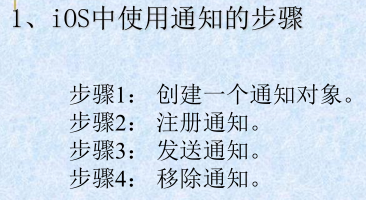 1、iOS中使用通知的步骤
步骤1： 创建一个通知对象。
步骤2： 注册通知。
步骤3： 发送通知。
步骤4： 移除通知。